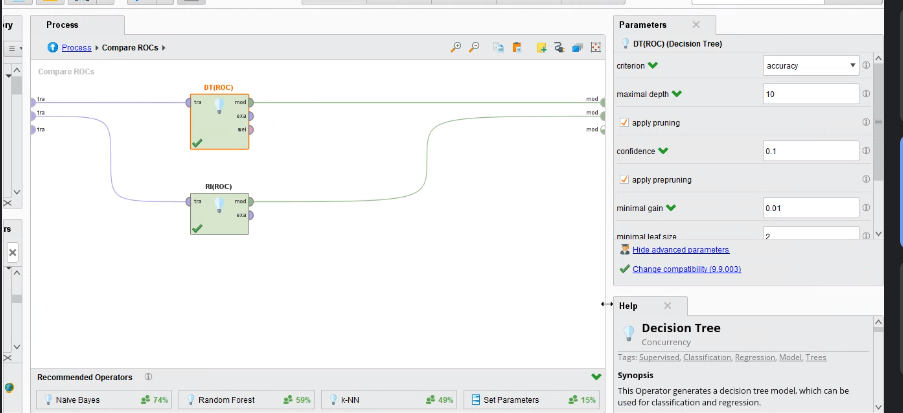 ry
Process
Process ▸ Compare ROCs ▸
Compare ROCs
tra
tra
tra
DT(ROC)
tra
mod
exa
wei
RI(ROC)
tra
mod
exa
mod
mod
mod
rs
Recommended Operators
Naive Bayes 74%
Random Forest 59%
k-NN 49%
Set Parameters 15%
Parameters
DT(ROC) (Decision Tree)
criterion accuracy
maximal depth 10
apply pruning
confidence 0.1
apply prepruning
minimal gain 0.01
minimal leaf size 2
Hide advanced parameters
Change compatibility (9.9.003)
Help
Decision Tree
Concurrency
Tags: Supervised, Classification, Regression, Model, Trees
Synopsis
This Operator generates a decision tree model, which can be
used for classification and regression.